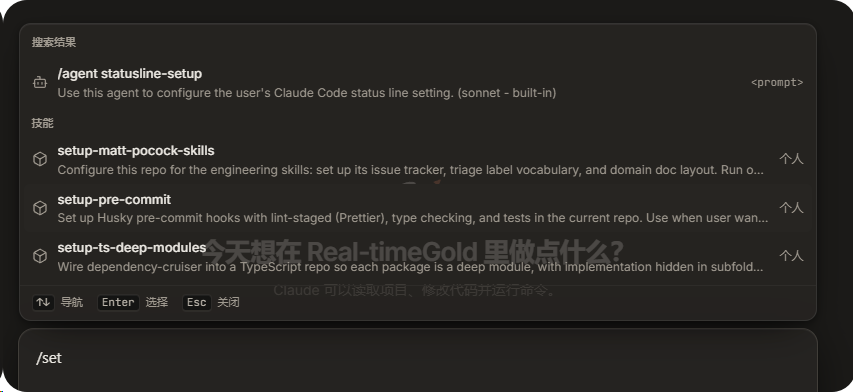 搜索结果
/agent statusline-setup
Use this agent to configure the user's Claude Code status line setting. (sonnet - built-in)
<prompt>
技能
setup-matt-pocock-skills
Configure this repo for the engineering skills: set up its issue tracker, triage label vocabulary, and domain doc layout. Run o...
个人
setup-pre-commit
Set up Husky pre-commit hooks with lint-staged (Prettier), type checking, and tests in the current repo. Use when user wan...
个人
今天想在 Real-timeGold 里做点什么?
setup-ts-deep-modules
Wire dependency-cruiser into a TypeScript repo so each package is a deep module, with implementation hidden in subfold...
个人
Claude 可以读取项目、修改代码并运行命令。
↑↓ 导航 Enter 选择 Esc 关闭
/set